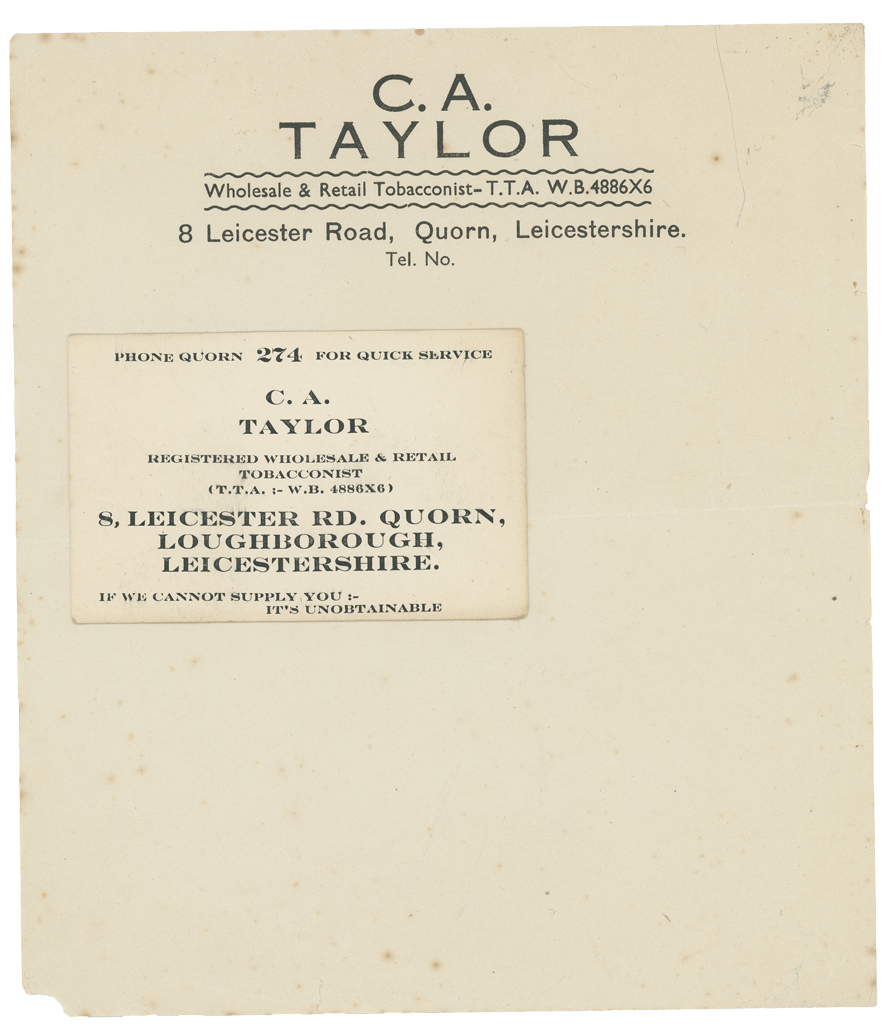 C. A.
TAYLOR
Wholesale & Retail Tobacconist-T.T.A. W.B.4886X6
8 Leicester Road, Quorn, Leicestershire.
Tel. No.
PHONE QUORN 274 FOR QUICK SERVICE
C. A.
TAYLOR
REGISTERED WHOLESALE & RETAIL
TOBACCONIST
(T.T.A. :- W.B. 4886X6)
8, LEICESTER RD. QUORN,
LOUGHBOROUGH,
LEICESTERSHIRE.
IF WE CANNOT SUPPLY YOU :-
IT'S UNOBTAINABLE